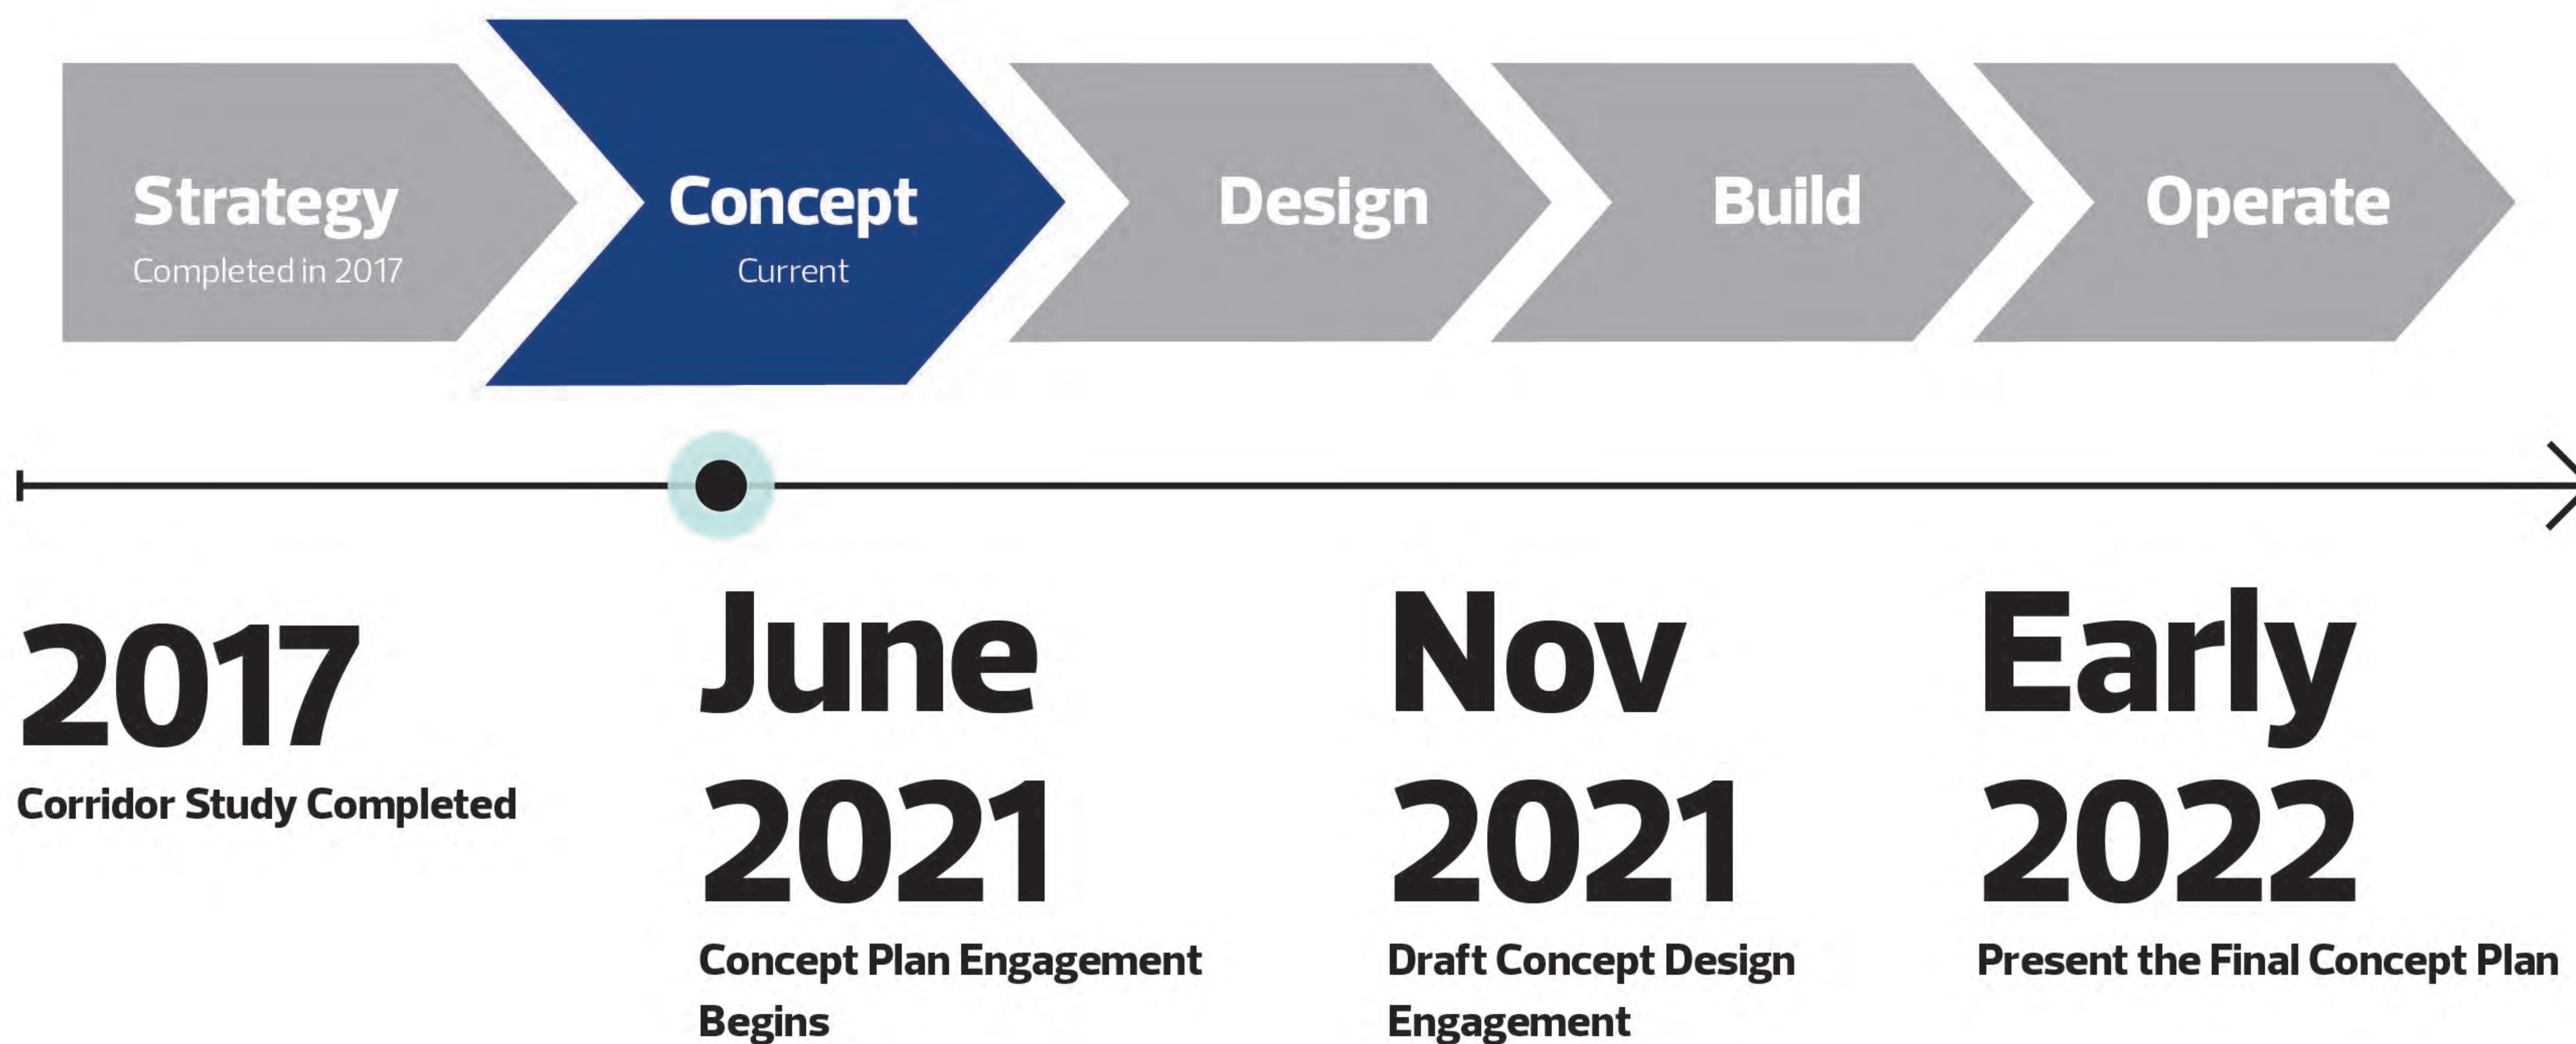 Strategy
Completed in 2017
Concept
Current
Design
Build
Operate
2017
Corridor Study Completed
June
2021
Concept Plan Engagement
Begins
Nov
2021
Draft Concept Design
Engagement
Early
2022
Present the Final Concept Plan